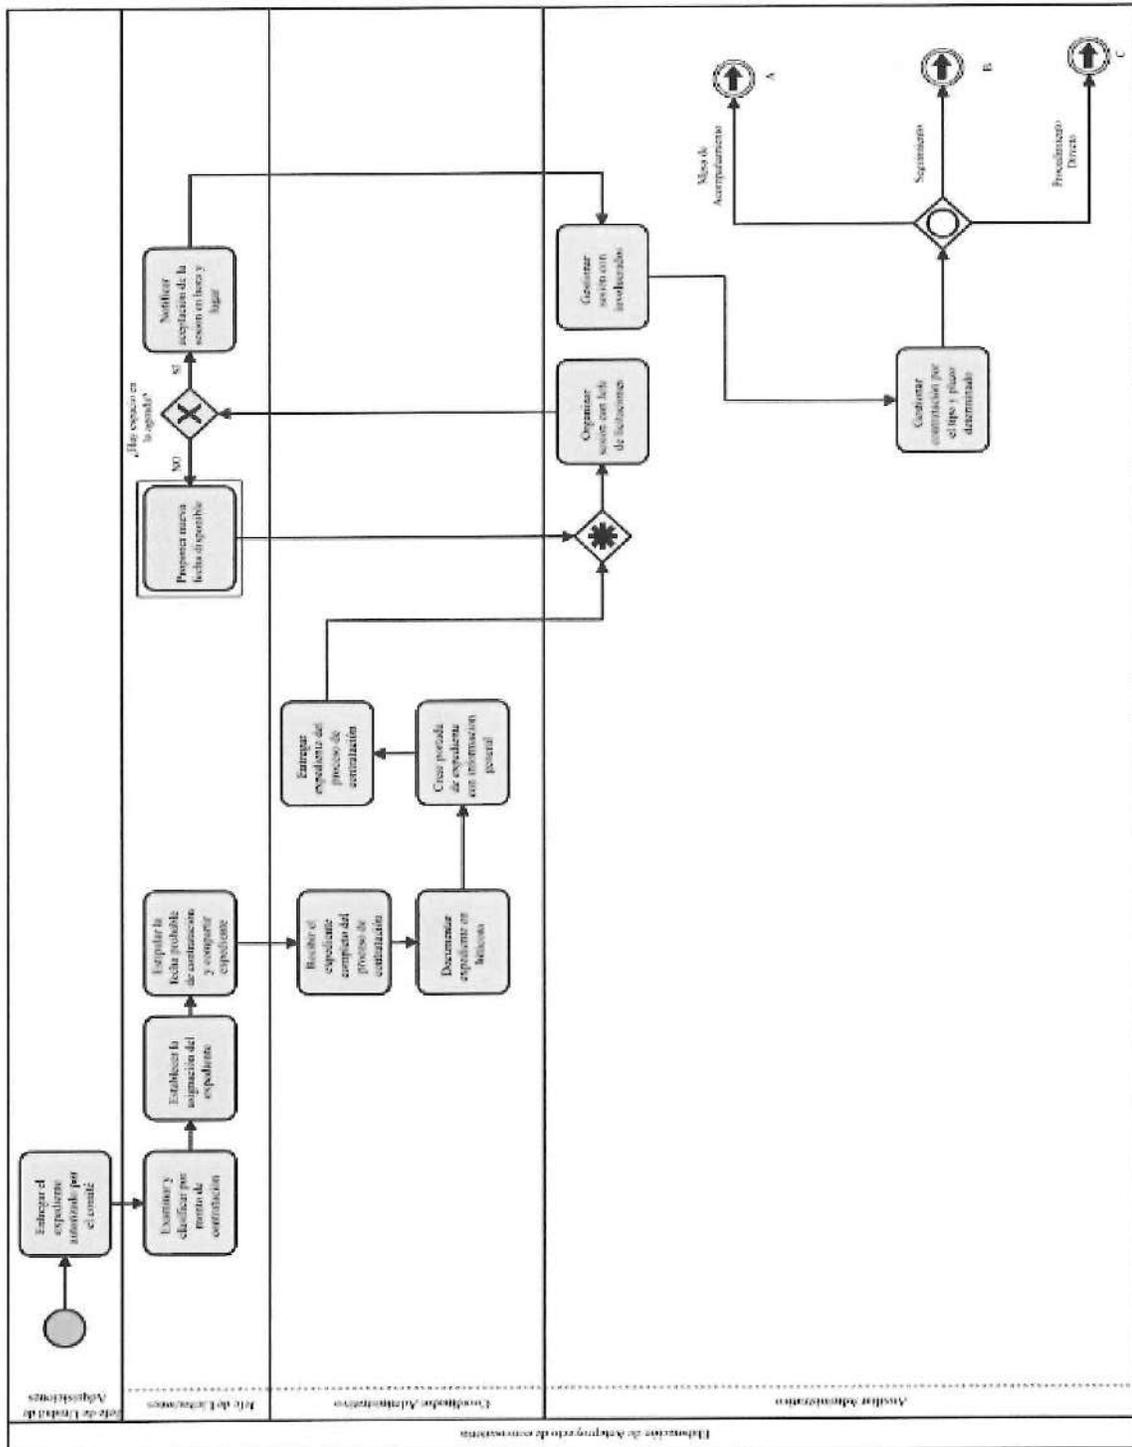 Elaboración de Anteproyecto de convocatoria
Jefe de Unidad de
Adquisiciones
Jefe de Licitaciones
Coordinador Administrativo
Auxiliar Administrativo
Entregar el
expediente
autorizado por
el comité
Examinar y
clasificar por
monto de
contratación
Establecer la
asignación del
expediente
Estipular la
fecha probable
de contratación
y compartir
expediente
Recibir el
expediente
completo del
proceso de
contratación
Documentar
expediente en
bitácora
Crear portada
de expediente
con información
general
Entregar
expediente del
proceso de
contratación
Organizar
sesión con Jefe
de licitaciones
¿Hay espacio en
la agenda?
NO
SI
Proponer nueva
fecha disponible
Notificar
aceptación de la
sesión en hora y
lugar
Gestionar
sesión con
involucrados
Gestionar
contratación por
el tipo y plazo
determinado
Mesa de
Acompañamiento
A
Seguimiento
B
Procedimiento
Directo
C